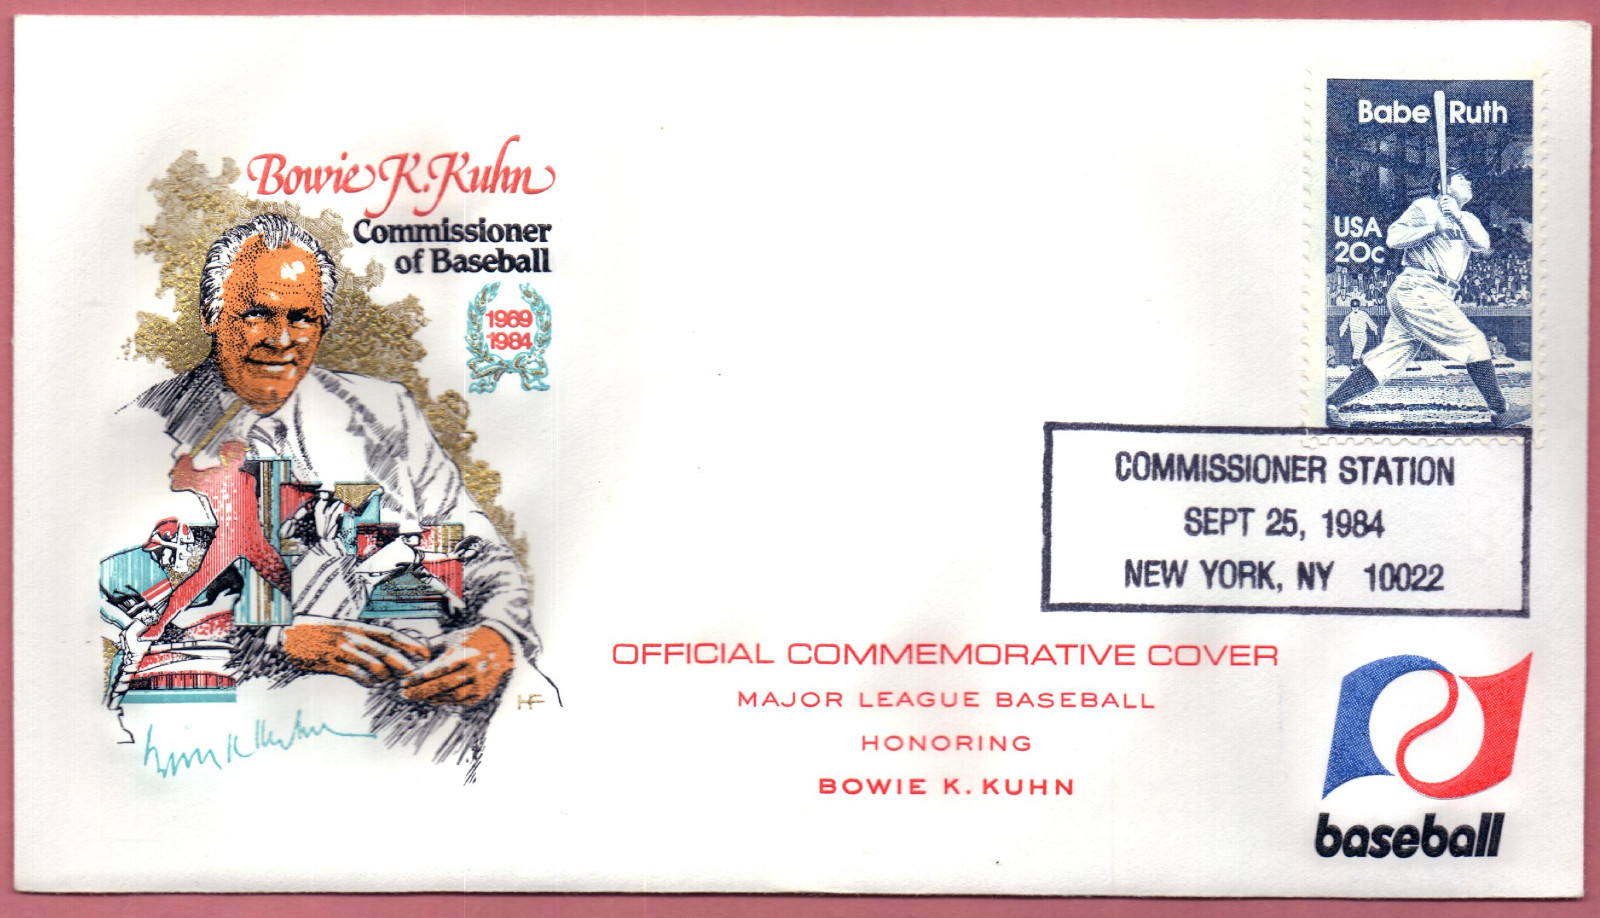 Bowie K. Kuhn
Commissioner
of Baseball
1969
1984
HF
Babe Ruth
USA
20c
COMMISSIONER STATION
SEPT 25, 1984
NEW YORK, NY 10022
OFFICIAL COMMEMORATIVE COVER
MAJOR LEAGUE BASEBALL
HONORING
BOWIE K. KUHN
baseball